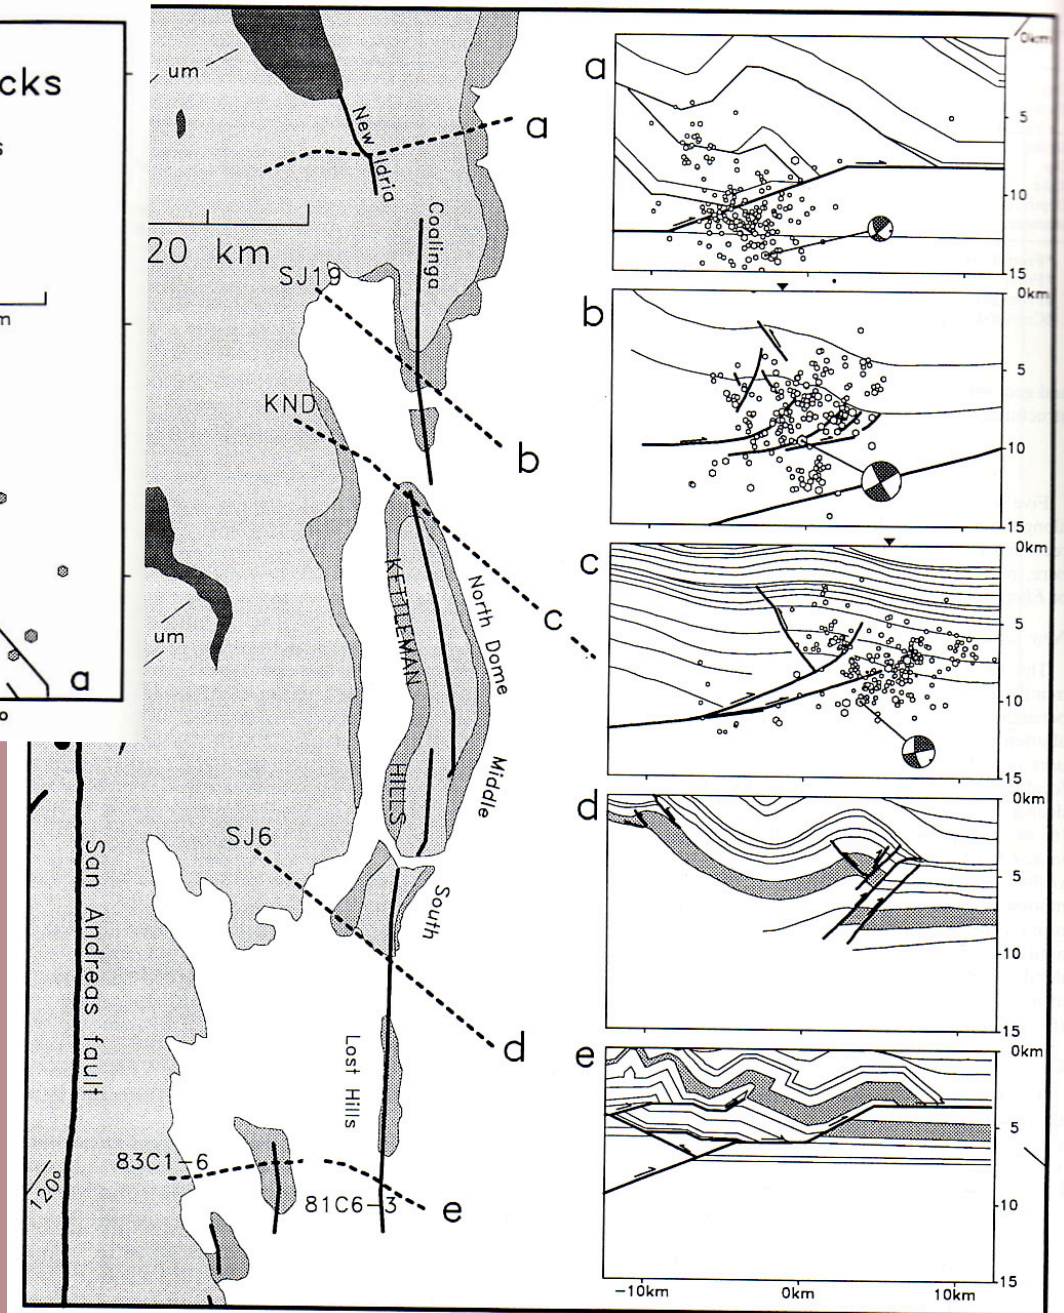 cks
s
m
a
um
New Idria
a
20 km
SJ19
Coalinga
b
KND
c
um
KETTLEMAN
HILLS
North Dome
Middle
South
SJ6
d
San Andreas fault
Lost Hills
83C1-6
81C6-3
e
120°
a
0km
5
10
15
b
0km
5
10
15
c
0km
5
10
15
d
0km
5
10
15
e
0km
5
10
15
-10km
0km
10km